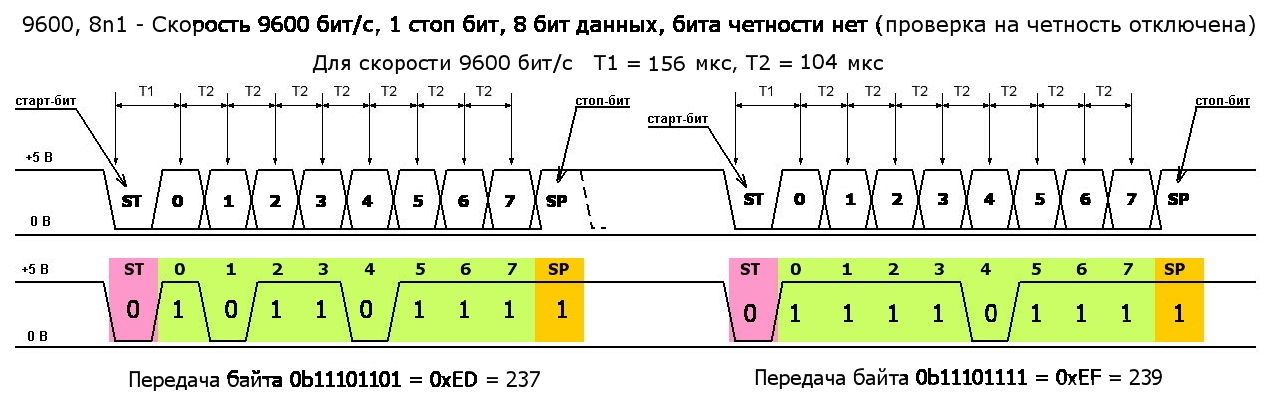 9600, 8n1 - Скорость 9600 бит/с, 1 стоп бит, 8 бит данных, бита четности нет (проверка на четность отключена)
Для скорости 9600 бит/с T1 = 156 мкс, T2 = 104 мкс
старт-бит T1 T2 T2 T2 T2 T2 T2 T2 стоп-бит
старт-бит T1 T2 T2 T2 T2 T2 T2 T2 стоп-бит
+5 В
ST 0 1 2 3 4 5 6 7 SP
ST 0 1 2 3 4 5 6 7 SP
0 В
+5 В
ST 0 1 2 3 4 5 6 7 SP
ST 0 1 2 3 4 5 6 7 SP
0 1 0 1 1 0 1 1 1 1
0 1 1 1 1 0 1 1 1 1
0 В
Передача байта 0b11101101 = 0xED = 237
Передача байта 0b11101111 = 0xEF = 239